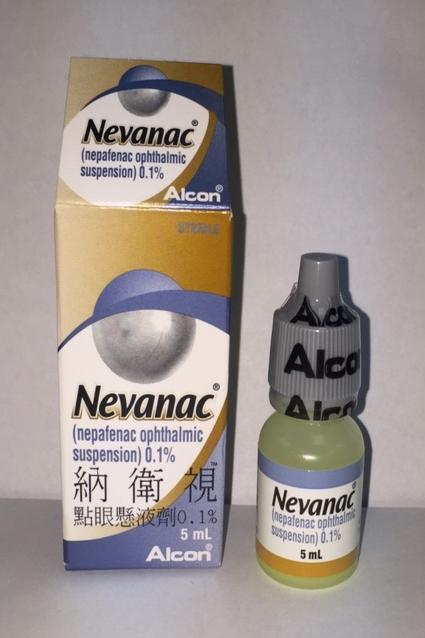 Nevanac®
(nepafenac ophthalmic
suspension) 0.1%
Alcon®
STERILE
Nevanac®
(nepafenac ophthalmic
suspension) 0.1%
納 衛 視™
點眼懸液劑0.1%
5 mL
Alcon®
Alco
Alco
Alco
Nevanac®
(nepafenac ophthalmic
suspension) 0.1%
5 mL